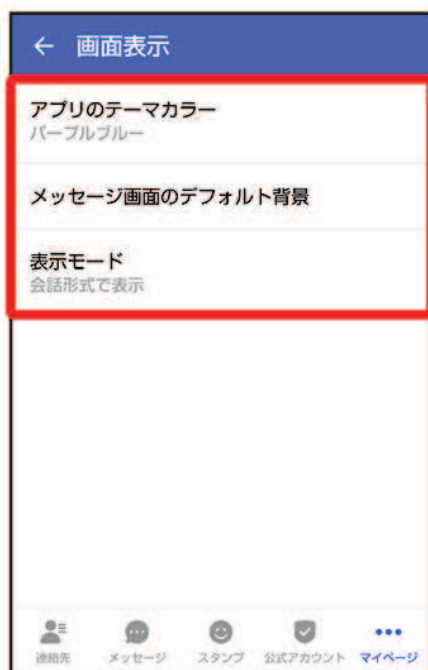 ← 画面表示
アプリのテーマカラー
パープルブルー
メッセージ画面のデフォルト背景
表示モード
会話形式で表示
連絡先 メッセージ スタンプ 公式アカウント マイページ